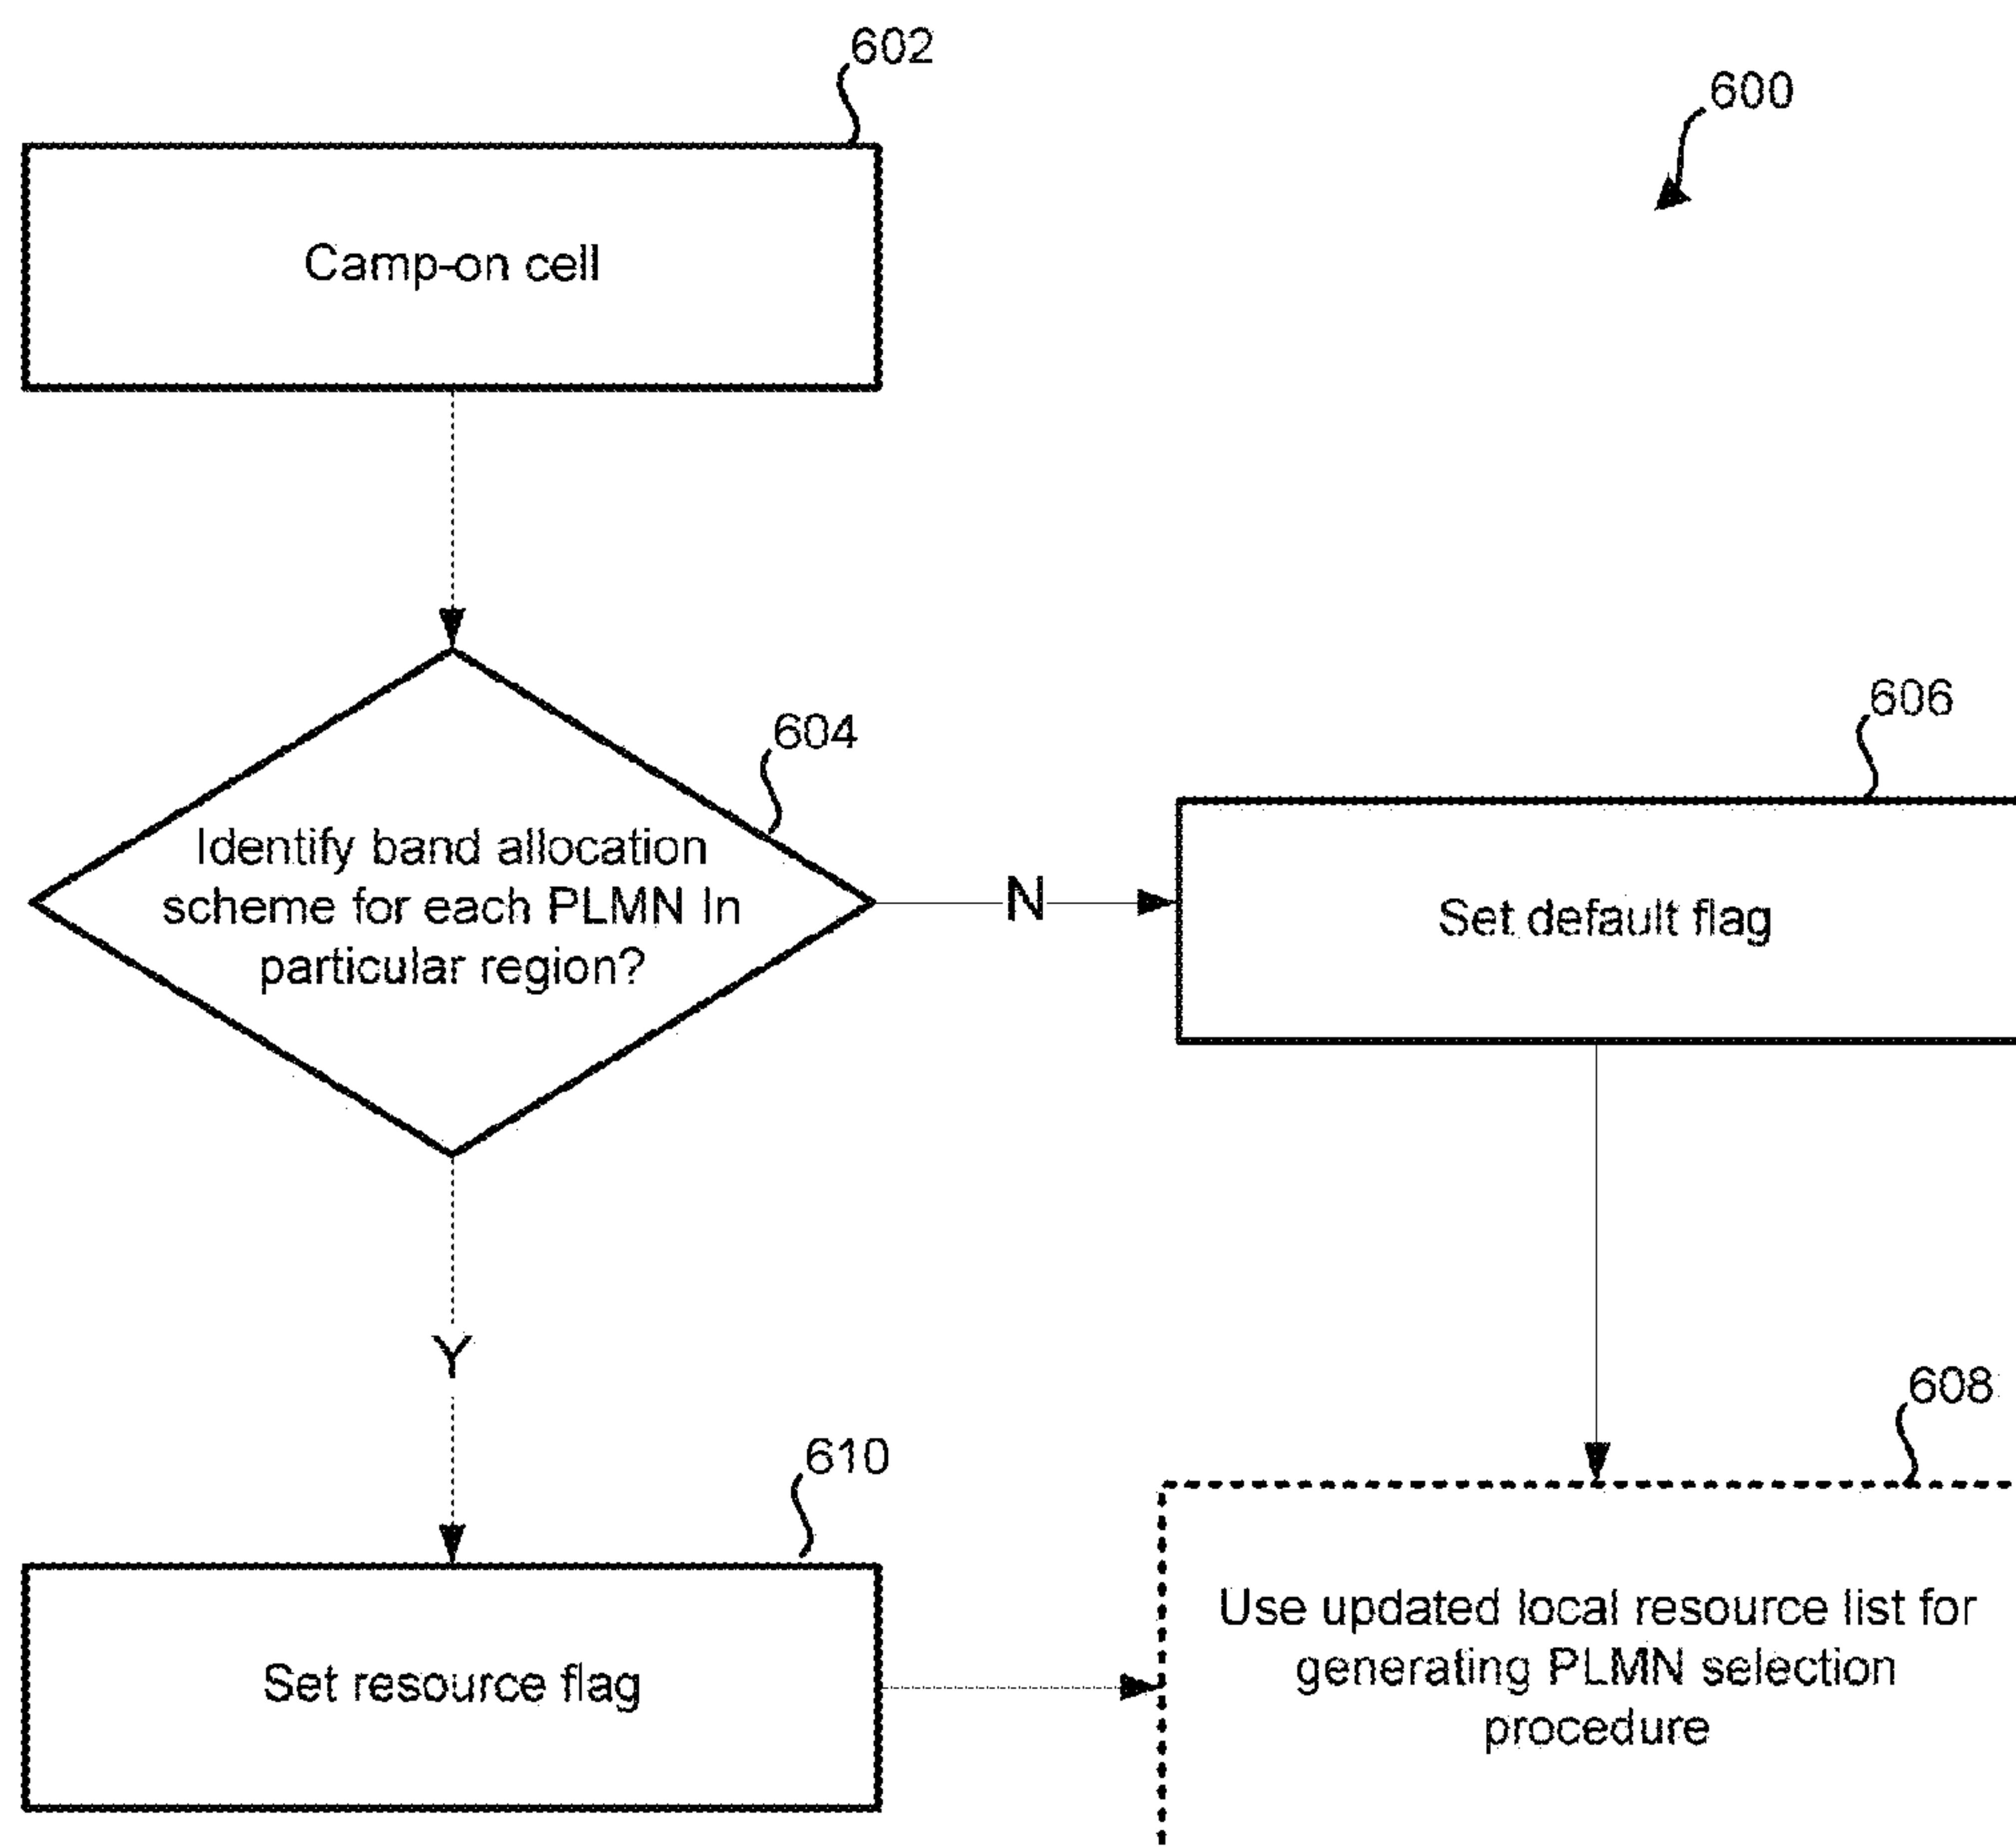 602
600
Camp-on cell
604
Identify band allocation
scheme for each PLMN In
particular region?
N
606
Set default flag
Y
610
Set resource flag
608
Use updated local resource list for
generating PLMN selection
procedure